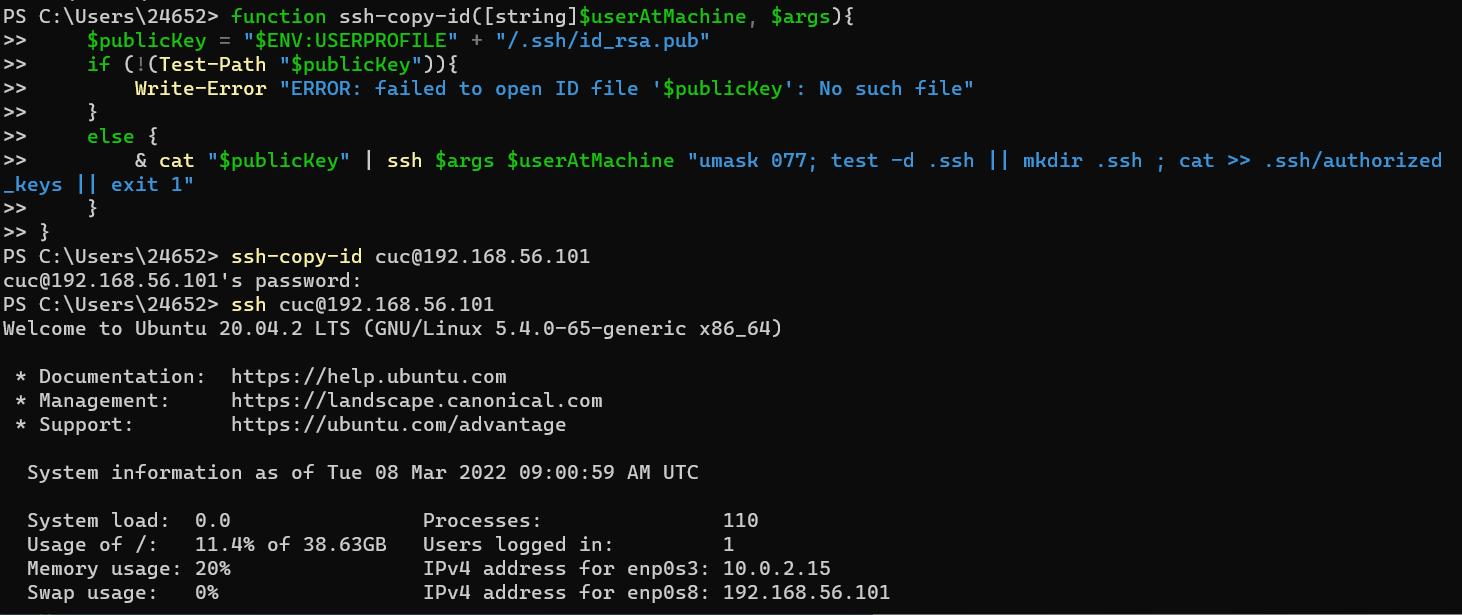 PS C:\Users\24652> function ssh-copy-id([string]$userAtMachine, $args){
>>     $publicKey = "$ENV:USERPROFILE" + "/.ssh/id_rsa.pub"
>>     if (!(Test-Path "$publicKey")){
>>         Write-Error "ERROR: failed to open ID file '$publicKey': No such file"
>>     }
>>     else {
>>         & cat "$publicKey" | ssh $args $userAtMachine "umask 077; test -d .ssh || mkdir .ssh ; cat >> .ssh/authorized
_keys || exit 1"
>>     }
>> }
PS C:\Users\24652> ssh-copy-id cuc@192.168.56.101
cuc@192.168.56.101's password:
PS C:\Users\24652> ssh cuc@192.168.56.101
Welcome to Ubuntu 20.04.2 LTS (GNU/Linux 5.4.0-65-generic x86_64)

 * Documentation:  https://help.ubuntu.com
 * Management:     https://landscape.canonical.com
 * Support:        https://ubuntu.com/advantage

  System information as of Tue 08 Mar 2022 09:00:59 AM UTC

  System load:  0.0                Processes:               110
  Usage of /:   11.4% of 38.63GB   Users logged in:         1
  Memory usage: 20%                IPv4 address for enp0s3: 10.0.2.15
  Swap usage:   0%                 IPv4 address for enp0s8: 192.168.56.101